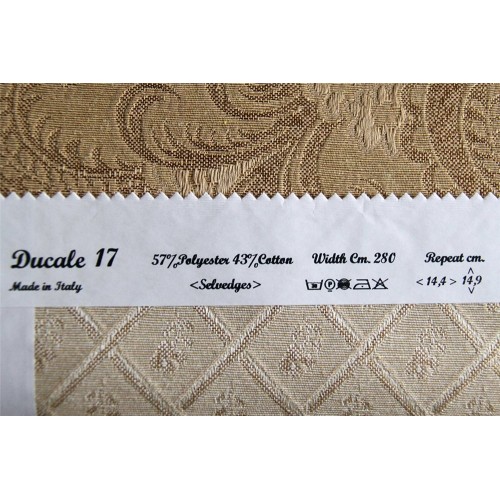 Ducale 17
Made in Italy
57%Polyester 43%Cotton
<Selvedges>
Width Cm. 280
Repeat cm.
< 14,4 > 14,9